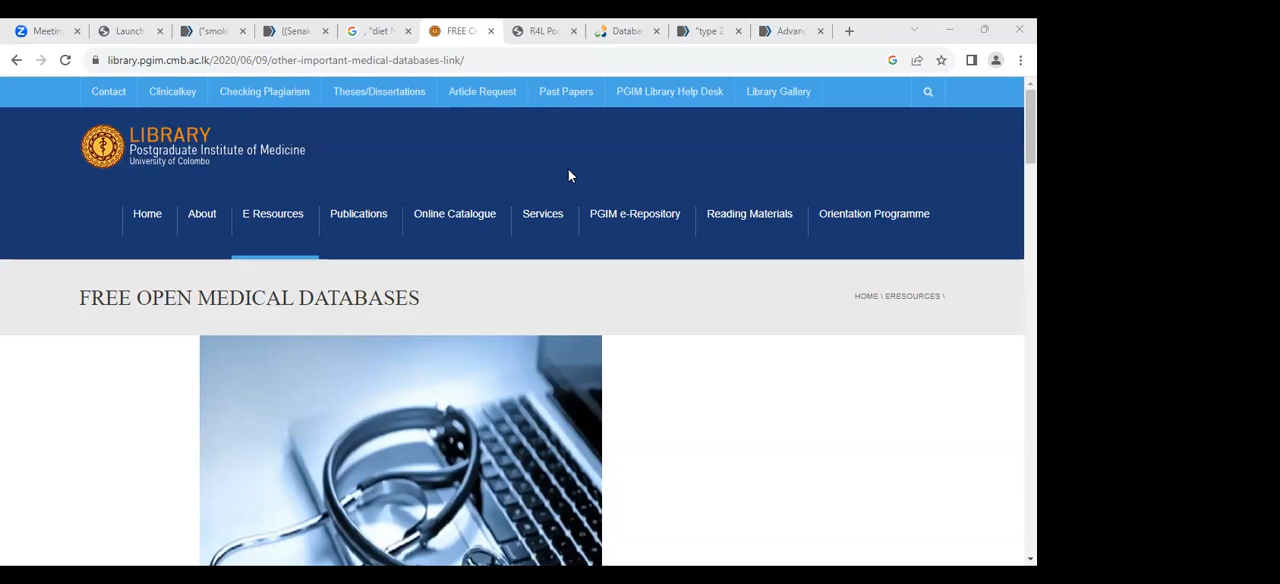 Meetin Launch ("smoki ((Senak , "diet N FREE O R4L Po Databa "type 2 Advanc
library.pgim.cmb.ac.lk/2020/06/09/other-important-medical-databases-link/
Contact Clinicalkey Checking Plagiarism Theses/Dissertations Article Request Past Papers PGIM Library Help Desk Library Gallery
LIBRARY
Postgraduate Institute of Medicine
University of Colombo
Home About E Resources Publications Online Catalogue Services PGIM e-Repository Reading Materials Orientation Programme
FREE OPEN MEDICAL DATABASES
HOME \ ERESOURCES \